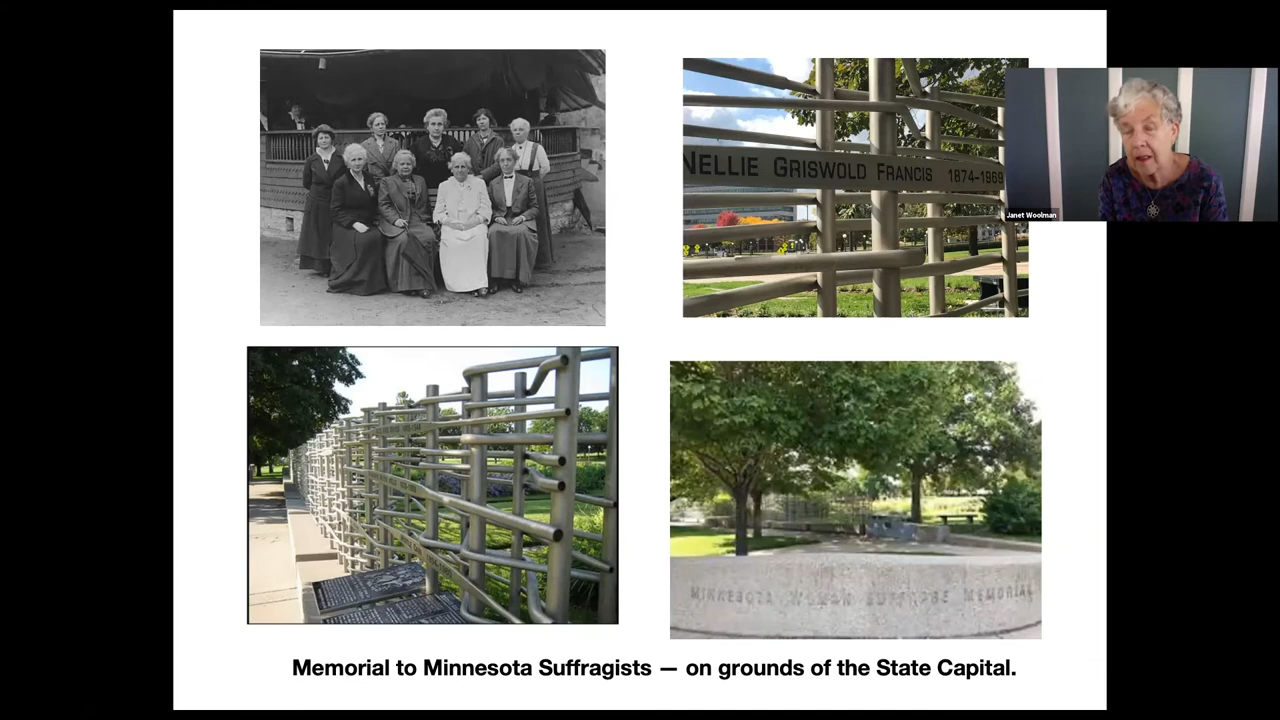 NELLIE GRISWOLD FRANCIS 1874-1969
Janet Woolman
MINNESOTA WOMAN SUFFRAGE MEMORIAL
Memorial to Minnesota Suffragists — on grounds of the State Capital.